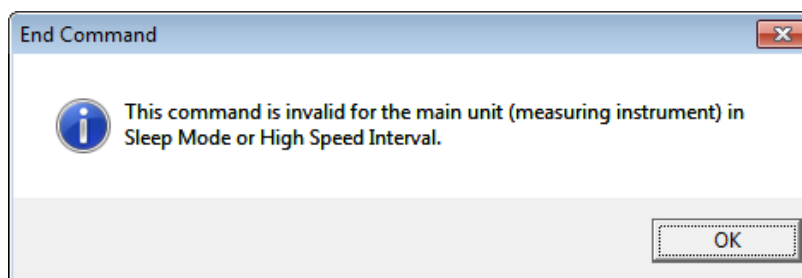 End Command
This command is invalid for the main unit (measuring instrument) in
Sleep Mode or High Speed Interval.
OK